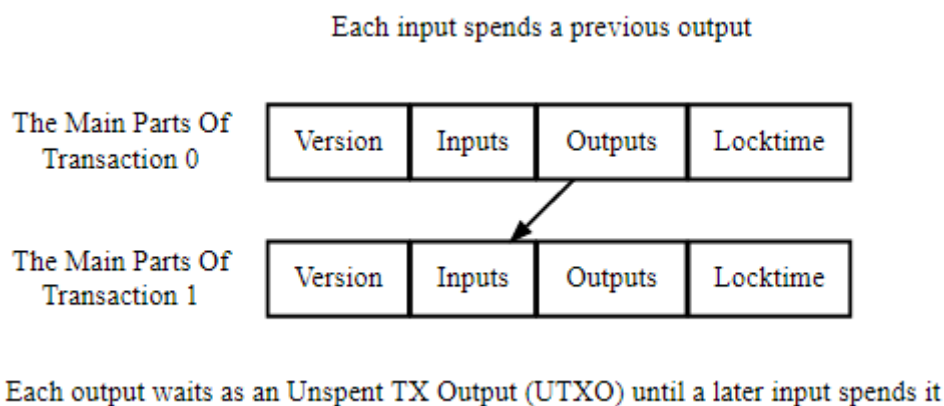 Each input spends a previous output
The Main Parts Of
Transaction 0
Version Inputs Outputs Locktime
The Main Parts Of
Transaction 1
Version Inputs Outputs Locktime
Each output waits as an Unspent TX Output (UTXO) until a later input spends it